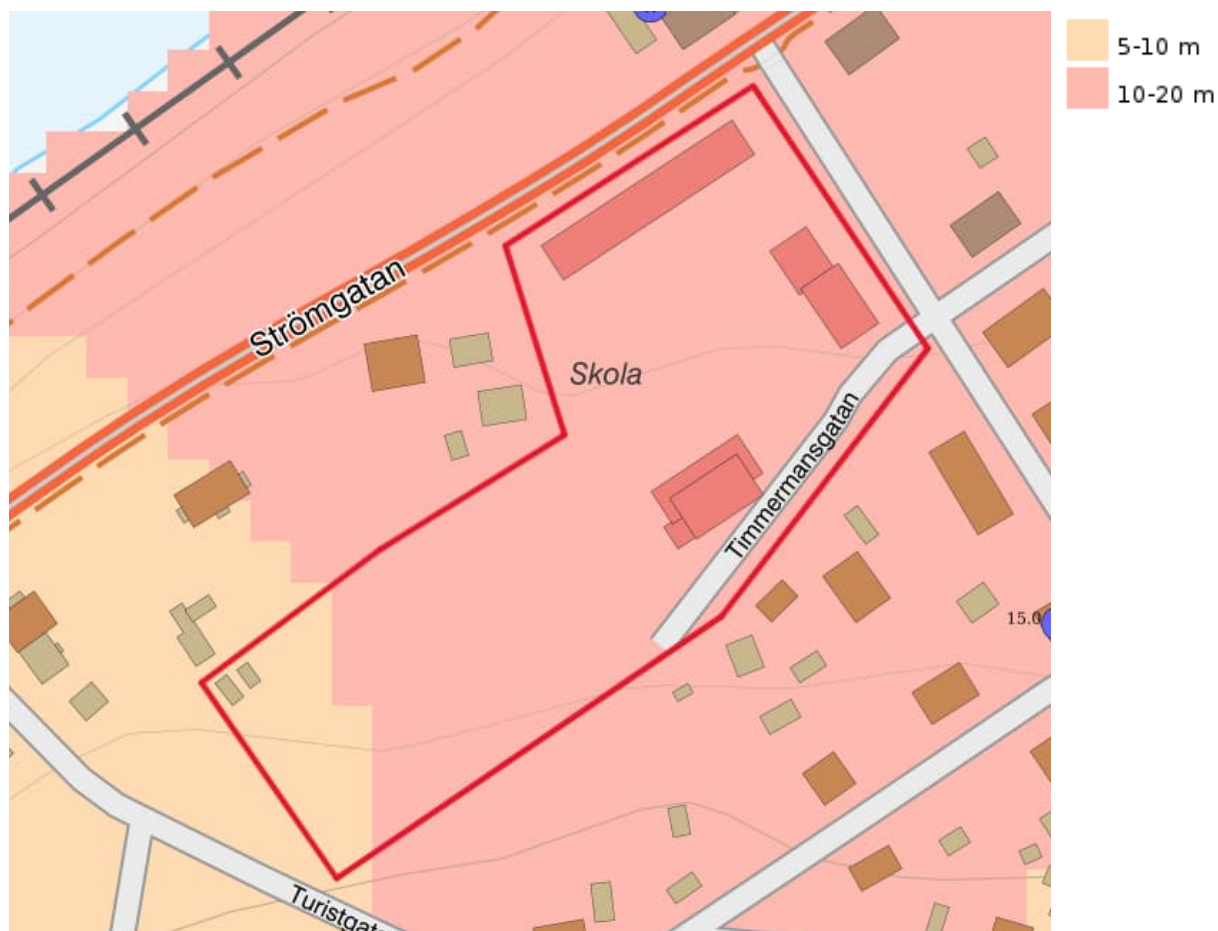 5-10 m
10-20 m
Strömgatan
Skola
Timmermansgatan
15.0
Turistgat